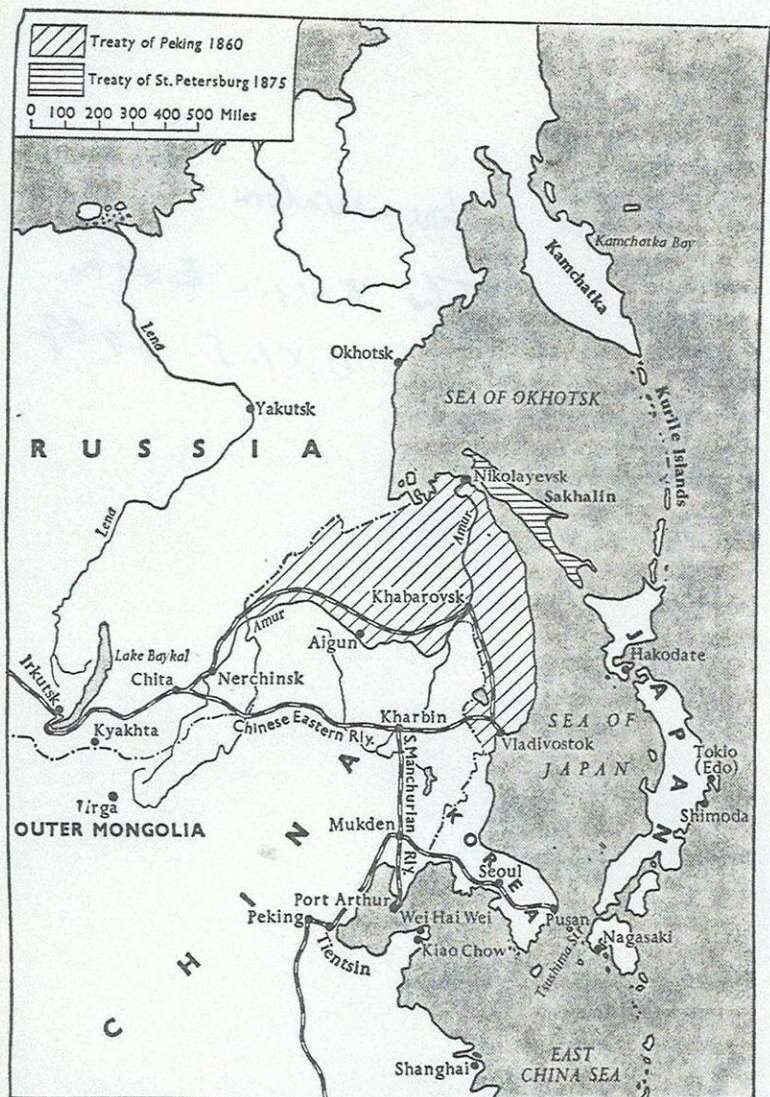 Treaty of Peking 1860
Treaty of St. Petersburg 1875
0 100 200 300 400 500 Miles
Kamchatka Bay
Kamchatka
Lena
Okhotsk
SEA OF OKHOTSK
Kurile Islands
Yakutsk
RUSSIA
Nikolayevsk
Sakhalin
Lena
Amur
Khabarovsk
Amur
Aigun
Lake Baykal
Hakodate
Irkutsk
Chita
Nerchinsk
Kyakhta
Chinese Eastern Rly.
Kharbin
Vladivostok
SEA OF
JAPAN
JAPAN
Tokio
(Edo)
Shimoda
Urga
OUTER MONGOLIA
S. Manchurian Rly.
Mukden
KOREA
Seoul
Port Arthur
Peking
Wei Hai Wei
Pusan
Tientsin
Kiao Chow
Tsushima Str.
Nagasaki
CHINA
Shanghai
EAST
CHINA SEA